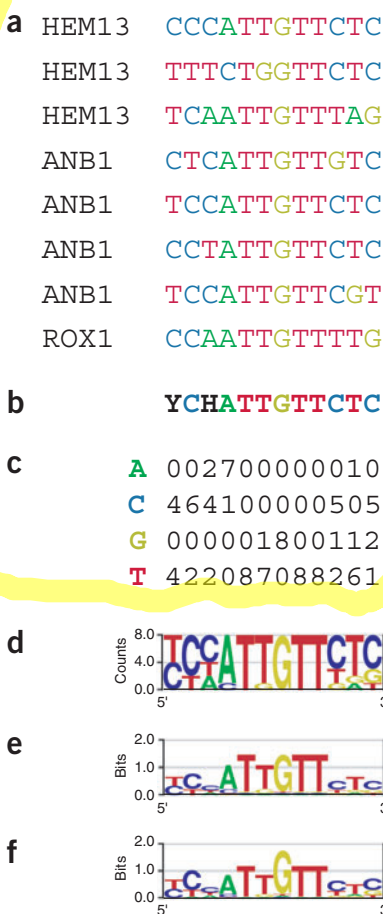 a HEM13 CCCATTGTTCTC
HEM13 TTTCTGGTTCTC
HEM13 TCAATTGTTTAG
ANB1 CTCATTGTTGTC
ANB1 TCCATTGTTCTC
ANB1 CCTATTGTTCTC
ANB1 TCCATTGTTCGT
ROX1 CCAATTGTTTTG
b YCHATTGTTCTC
c
A 002700000010
C 464100000505
G 000001800112
T 422087088261
d
Counts
8.0
4.0
0.0
5'
3
e
Bits
2.0
1.0
0.0
5'
3
f
Bits
2.0
1.0
0.0